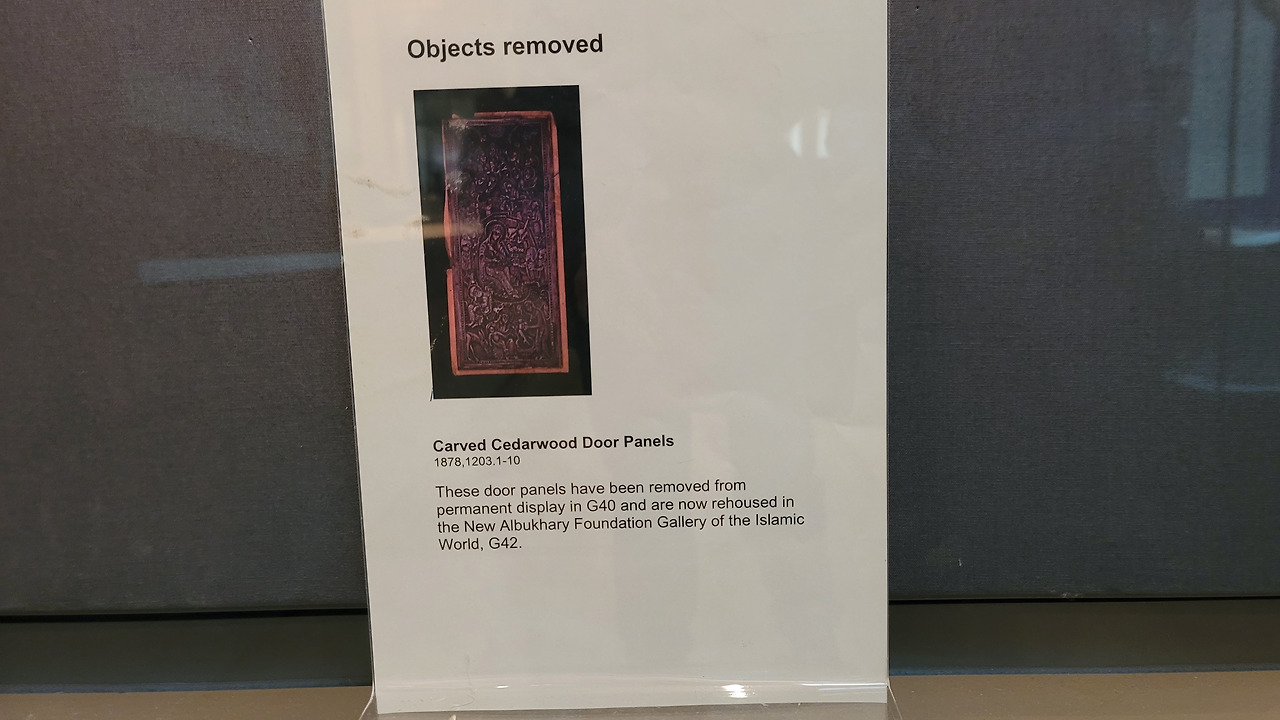 Objects removed
Carved Cedarwood Door Panels
1878,1203.1-10
These door panels have been removed from
permanent display in G40 and are now rehoused in
the New Albukhary Foundation Gallery of the Islamic
World, G42.